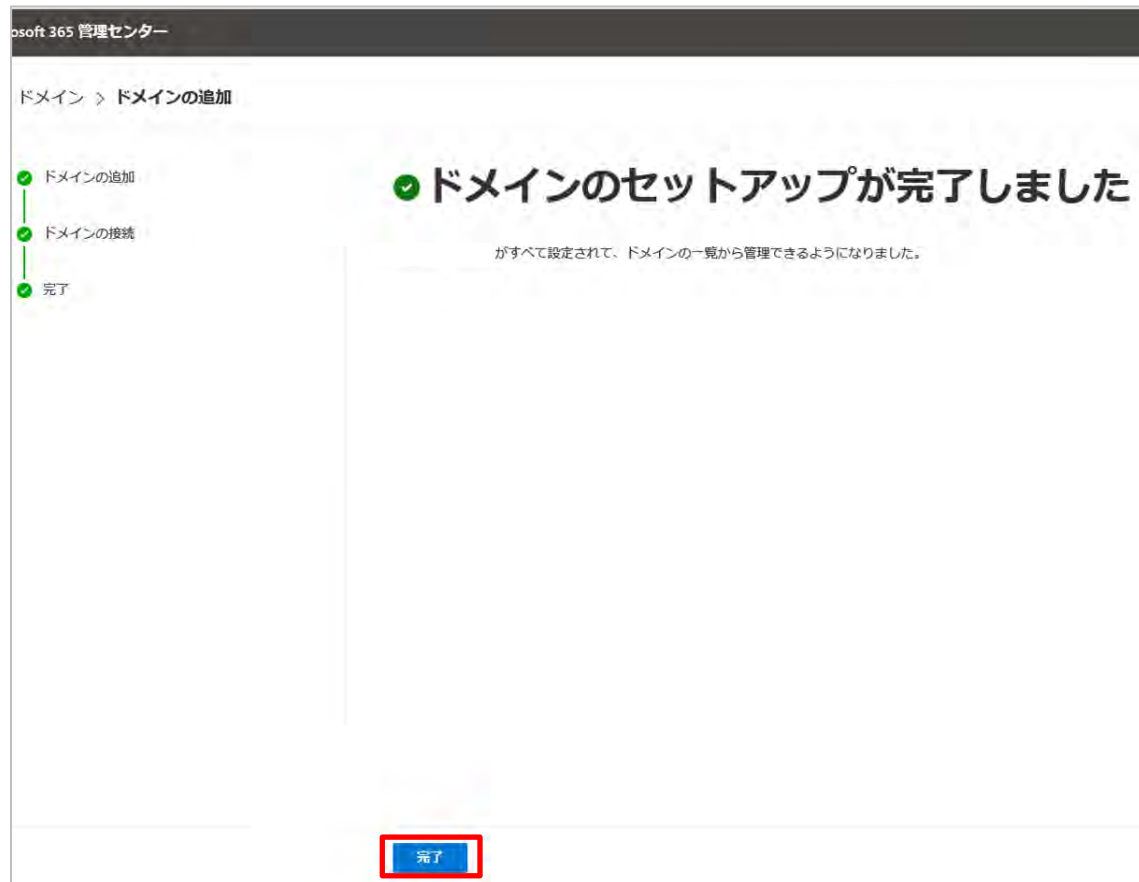 osoft 365 管理センター
ドメイン > ドメインの追加
ドメインの追加
ドメインの接続
完了
ドメインのセットアップが完了しました
がすべて設定されて、ドメインの一覧から管理できるようになりました。
完了